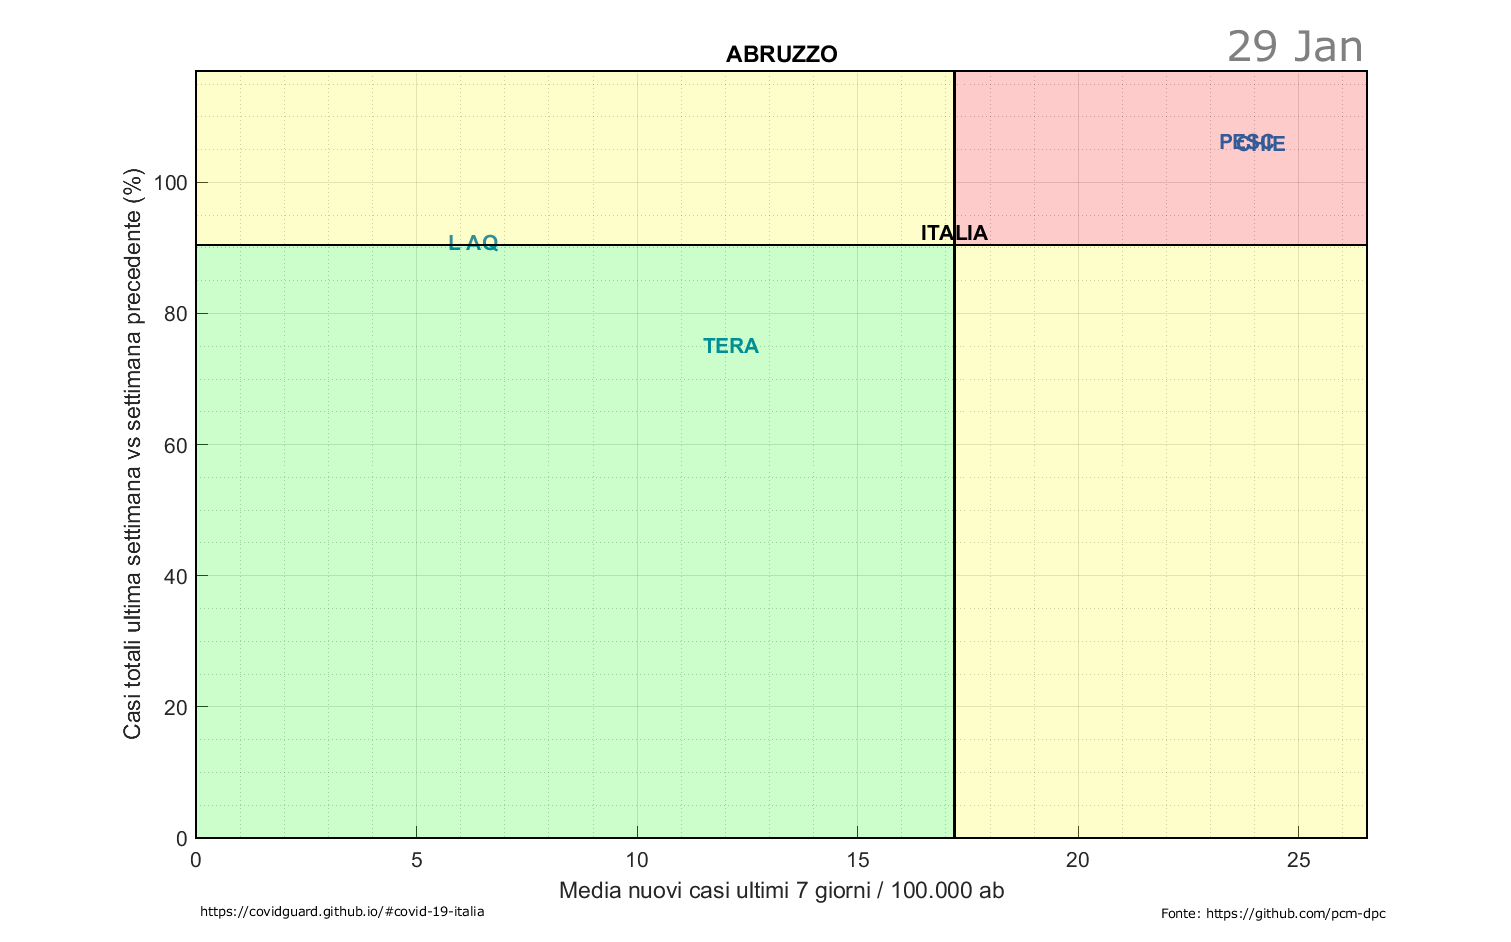 29 Jan
ABRUZZO
Casi totali ultima settimana vs settimana precedente (%)
100
80
60
40
20
0
PESC
CHIE
ITALIA
L AQ
TERA
0 5 10 15 20 25
Media nuovi casi ultimi 7 giorni / 100.000 ab
https://covidguard.github.io/#covid-19-italia
Fonte: https://github.com/pcm-dpc